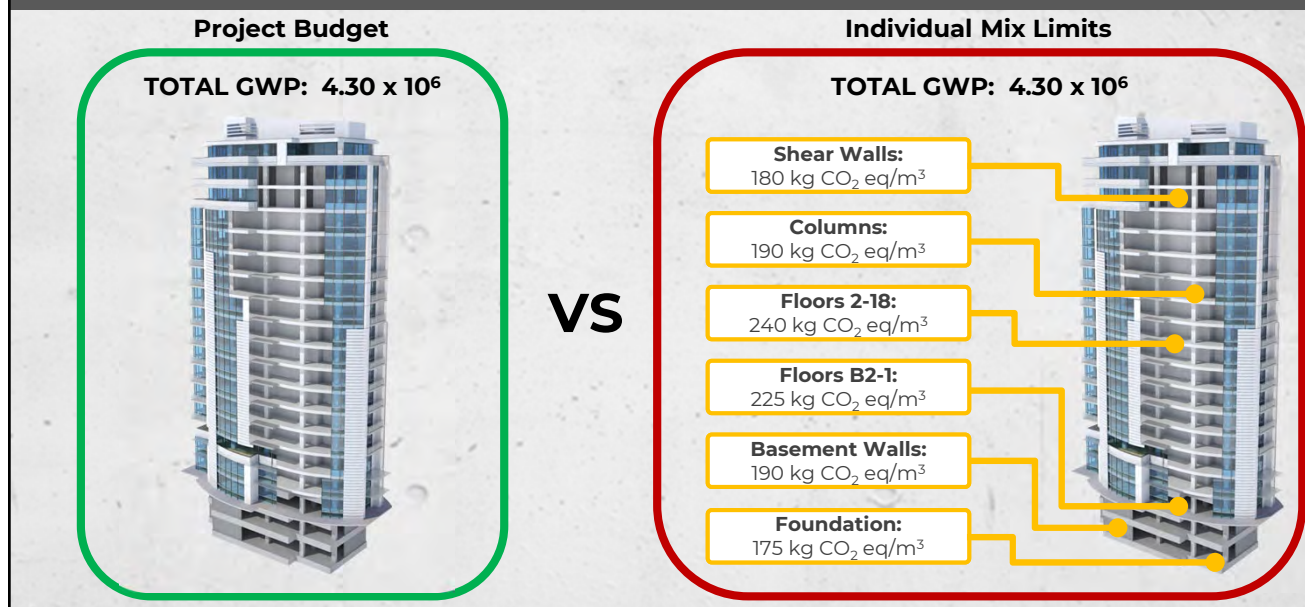 Project Budget
TOTAL GWP: 4.30 x 10⁶
VS
Individual Mix Limits
TOTAL GWP: 4.30 x 10⁶
Shear Walls:
180 kg CO₂ eq/m³
Columns:
190 kg CO₂ eq/m³
Floors 2-18:
240 kg CO₂ eq/m³
Floors B2-1:
225 kg CO₂ eq/m³
Basement Walls:
190 kg CO₂ eq/m³
Foundation:
175 kg CO₂ eq/m³